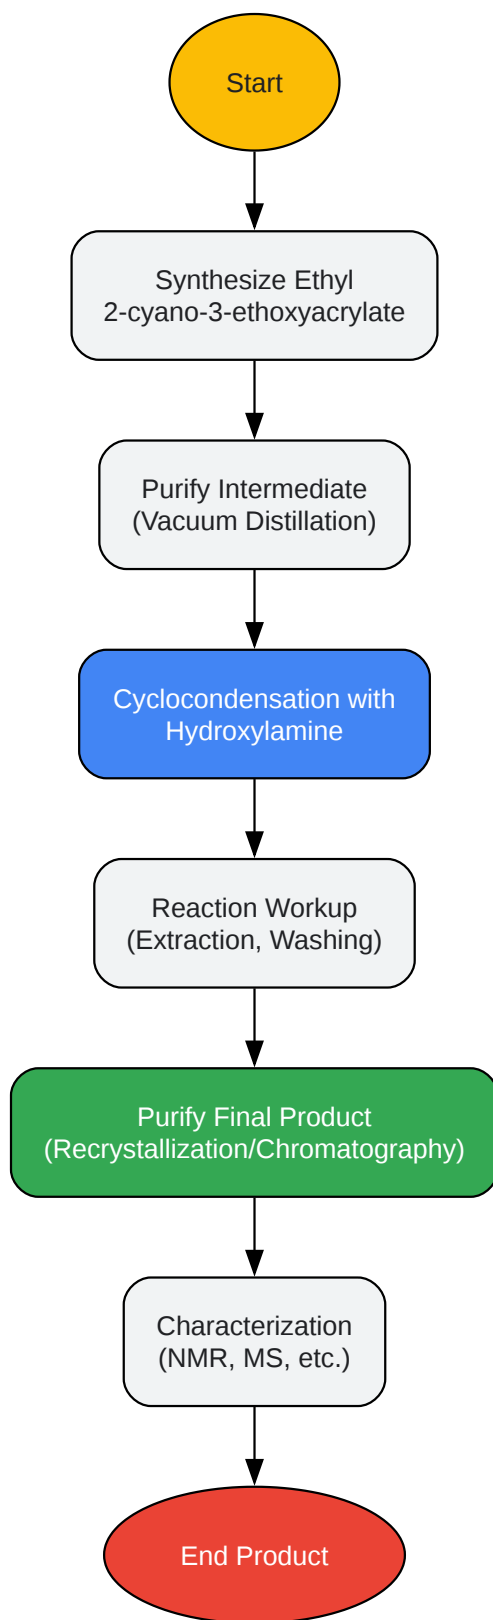 Start
Synthesize Ethyl
2-cyano-3-ethoxyacrylate
Purify Intermediate
(Vacuum Distillation)
Cyclocondensation with
Hydroxylamine
Reaction Workup
(Extraction, Washing)
Purify Final Product
(Recrystallization/Chromatography)
Characterization
(NMR, MS, etc.)
End Product